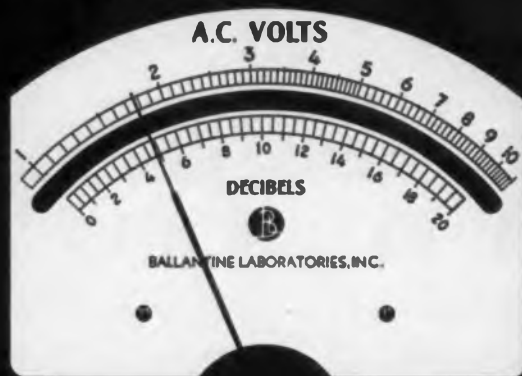 A.C. VOLTS
1 2 3 4 5 6 7 8 9 10
0 2 4 6 8 10 12 14 16 18 20
DECIBELS
B
BALLANTINE LABORATORIES, INC.